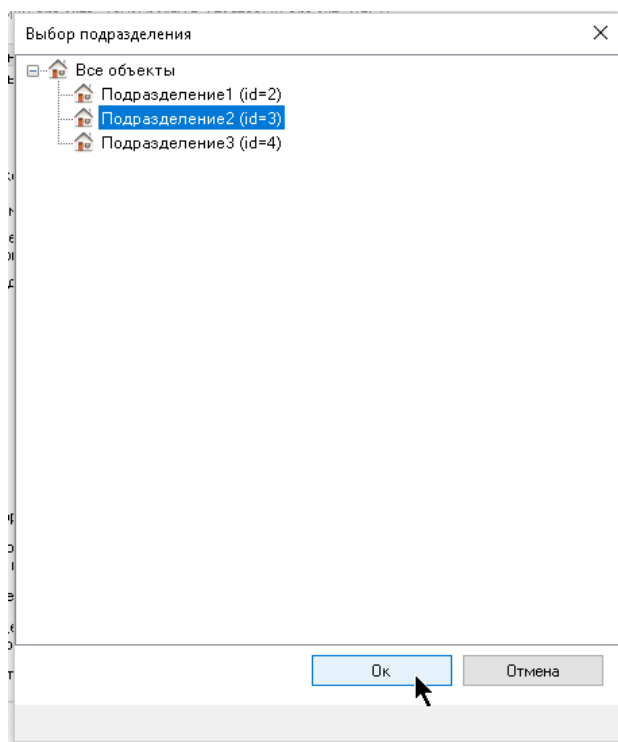 Выбор подразделения
Все объекты
Подразделение1 (id=2)
Подразделение2 (id=3)
Подразделение3 (id=4)
Ок
Отмена